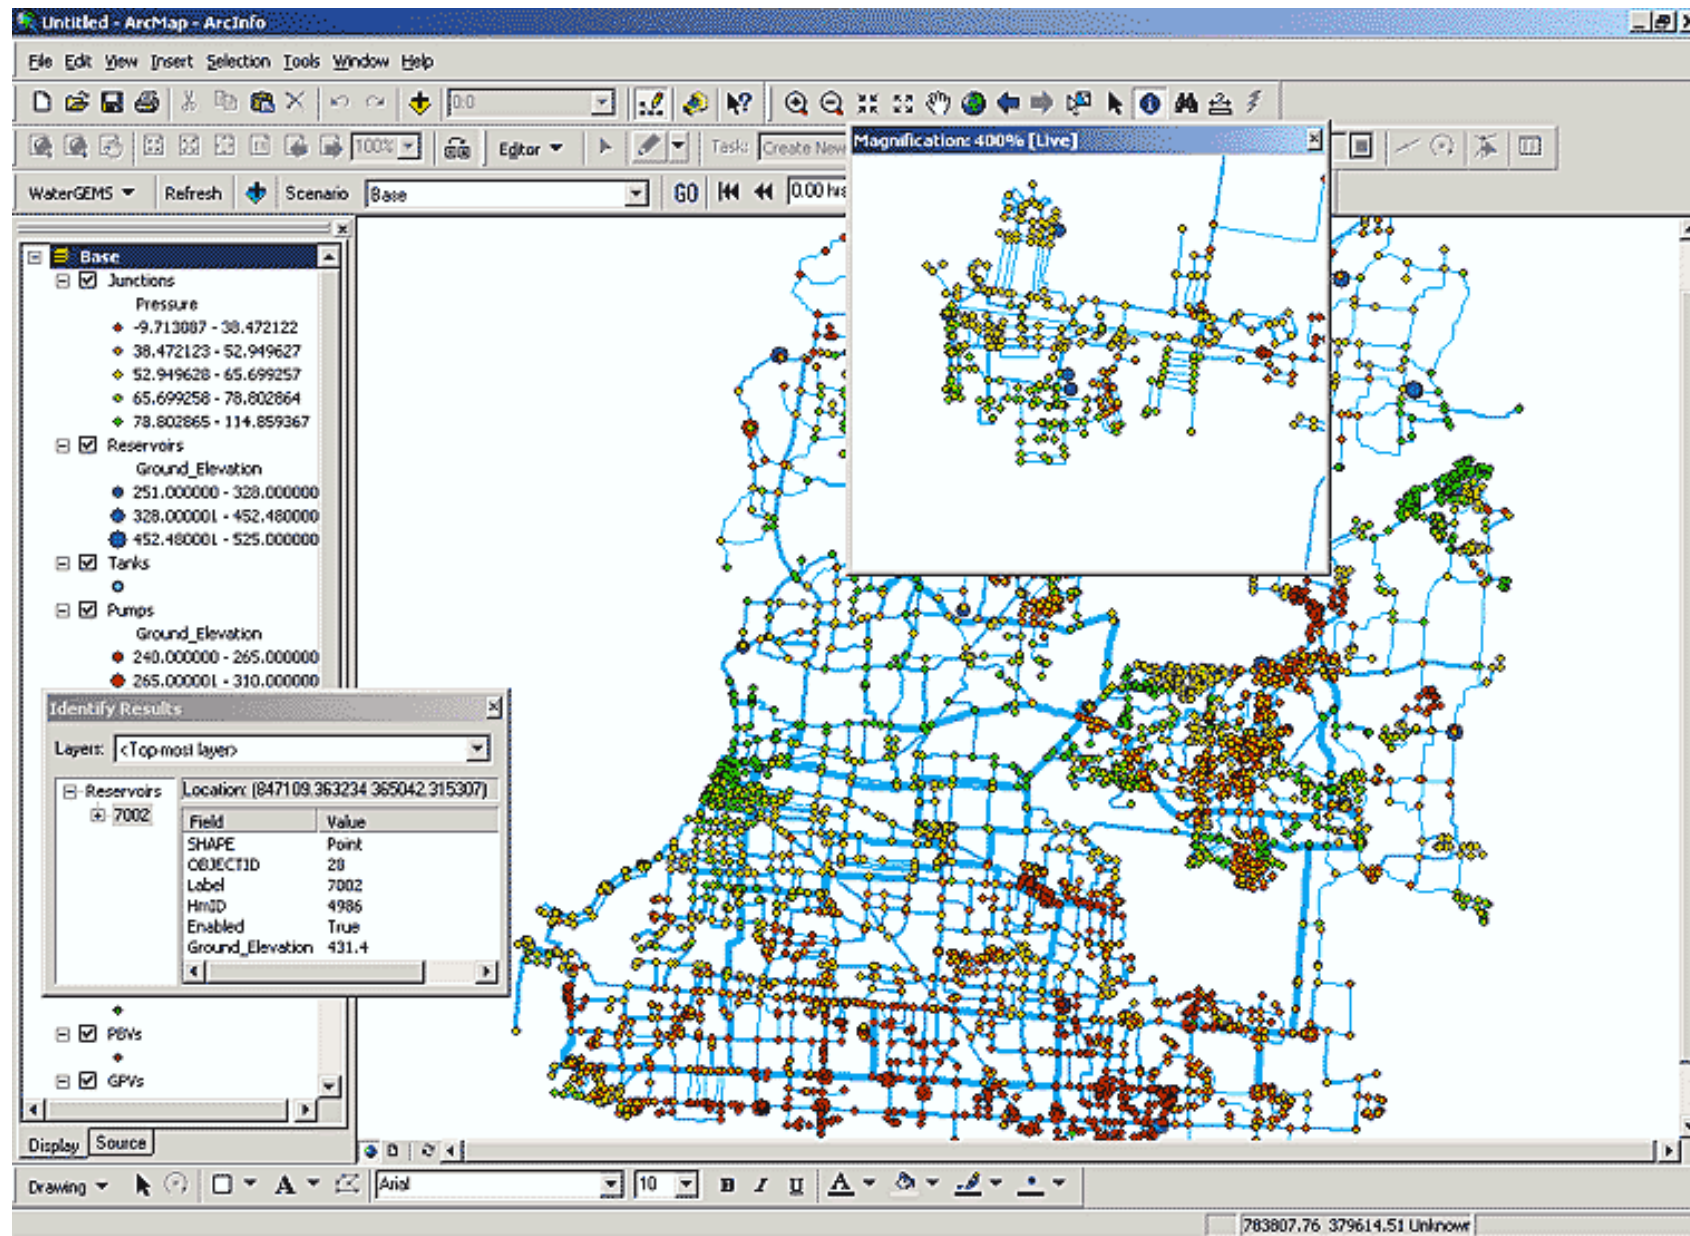 Untitled - ArcMap - ArcInfo
File Edit View Insert Selection Tools Window Help
0:0
100% Editor Task: Create New
WaterGEMS Refresh Scenario Base GO 0.00 hrs
Magnification: 400% [Live]
Base
Junctions
Pressure
-9.713087 - 38.472122
38.472123 - 52.949627
52.949628 - 65.699257
65.699258 - 78.802864
78.802865 - 114.859367
Reservoirs
Ground_Elevation
251.000000 - 328.000000
328.000001 - 452.480000
452.480001 - 525.000000
Tanks
Pumps
Ground_Elevation
240.000000 - 265.000000
265.000001 - 310.000000
Identify Results
Layers: <Top-most layer>
Reservoirs
7002
Location: (847109.363234 365042.315307)
Field Value
SHAPE Point
OBJECTID 28
Label 7002
HmID 4986
Enabled True
Ground_Elevation 431.4
PBVs
GPVs
Display Source
Drawing A Arial 10 B I U A
783807.76 379614.51 Unknown